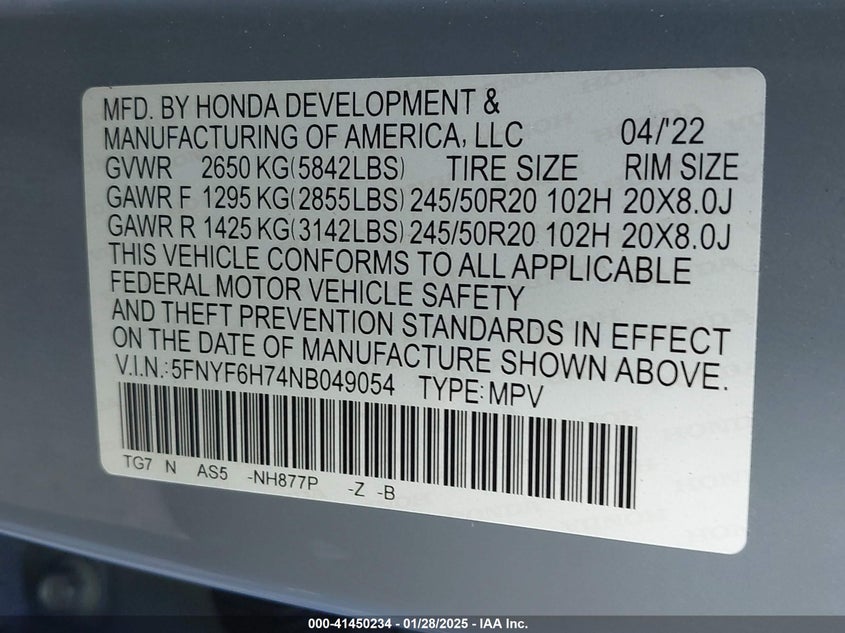 MFD. BY HONDA DEVELOPMENT &
MANUFACTURING OF AMERICA, LLC 04/'22
GVWR 2650 KG(5842LBS) TIRE SIZE RIM SIZE
GAWR F 1295 KG(2855LBS) 245/50R20 102H 20X8.0J
GAWR R 1425 KG(3142LBS) 245/50R20 102H 20X8.0J
THIS VEHICLE CONFORMS TO ALL APPLICABLE
FEDERAL MOTOR VEHICLE SAFETY
AND THEFT PREVENTION STANDARDS IN EFFECT
ON THE DATE OF MANUFACTURE SHOWN ABOVE.
V.I.N.: 5FNYF6H74NB049054 TYPE: MPV
TG7 N AS5 -NH877P -Z -B
000-41450234 - 01/28/2025 - IAA Inc.